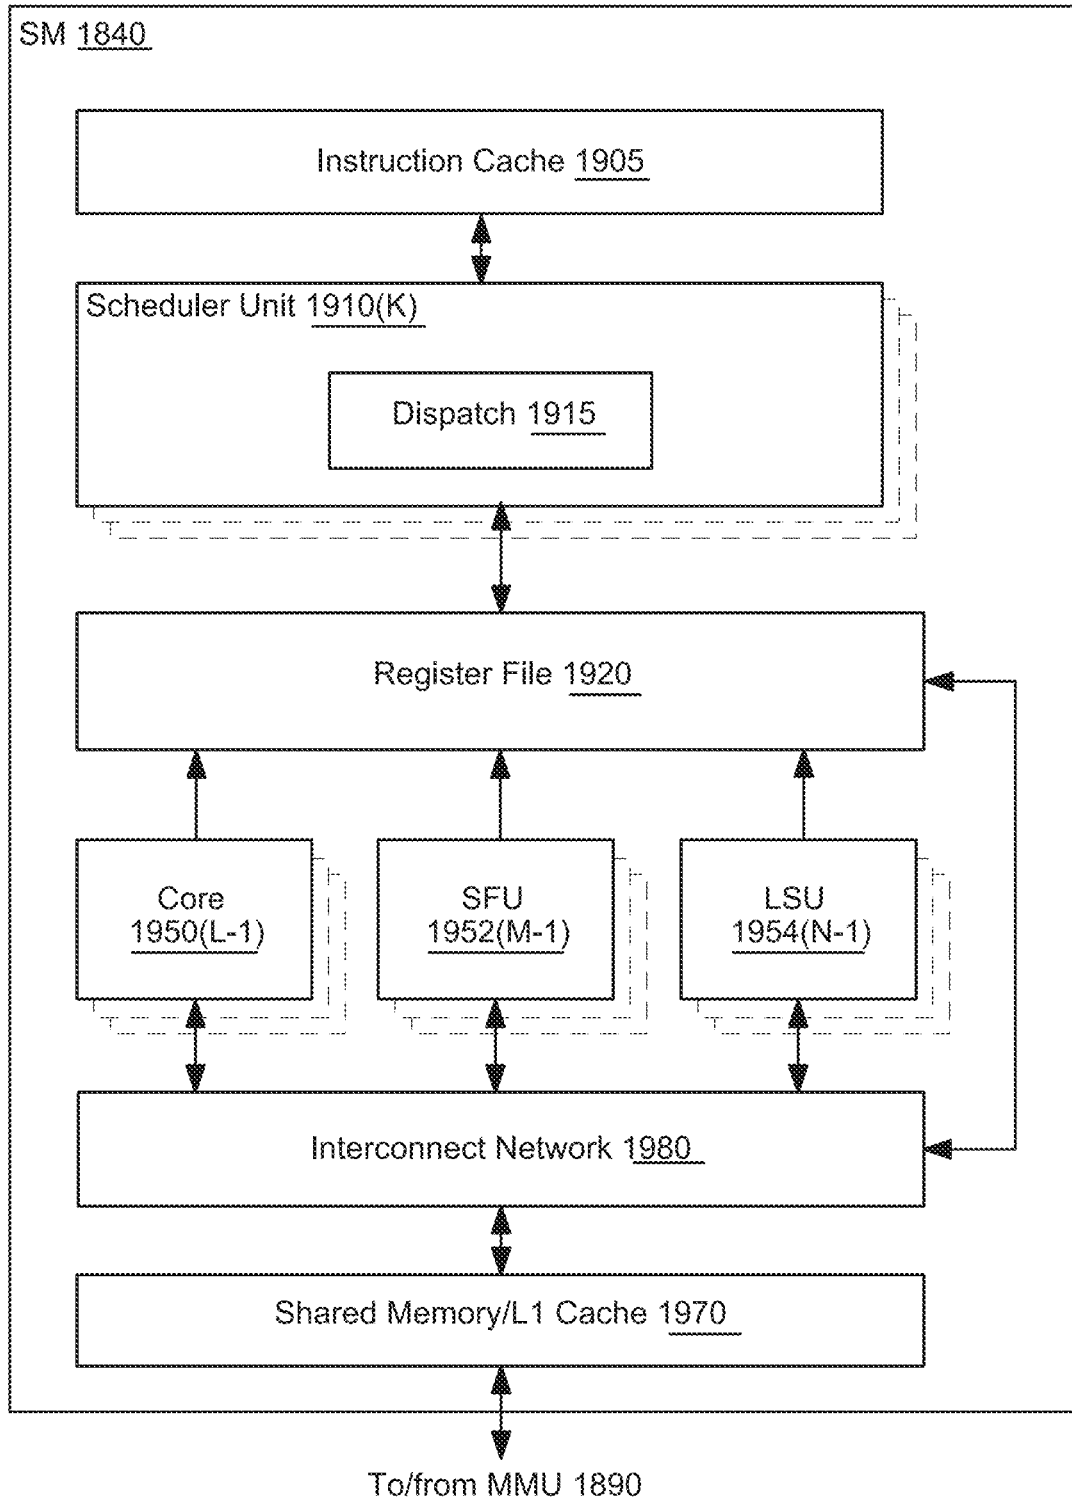 SM 1840
Instruction Cache 1905
Scheduler Unit 1910(K)
Dispatch 1915
Register File 1920
Core
1950(L-1)
SFU
1952(M-1)
LSU
1954(N-1)
Interconnect Network 1980
Shared Memory/L1 Cache 1970
To/from MMU 1890